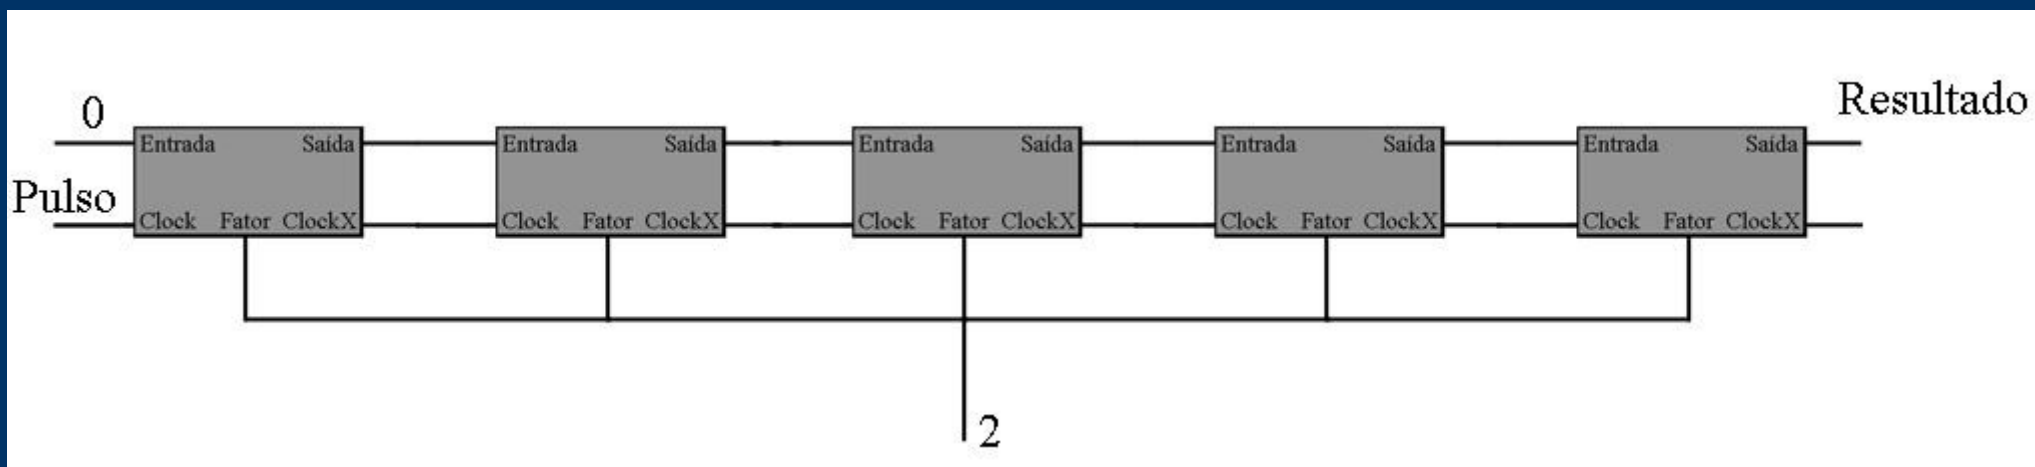 0
Resultado
Entrada Saída
Entrada Saída
Entrada Saída
Entrada Saída
Entrada Saída
Pulso
Clock Fator ClockX
Clock Fator ClockX
Clock Fator ClockX
Clock Fator ClockX
Clock Fator ClockX
2